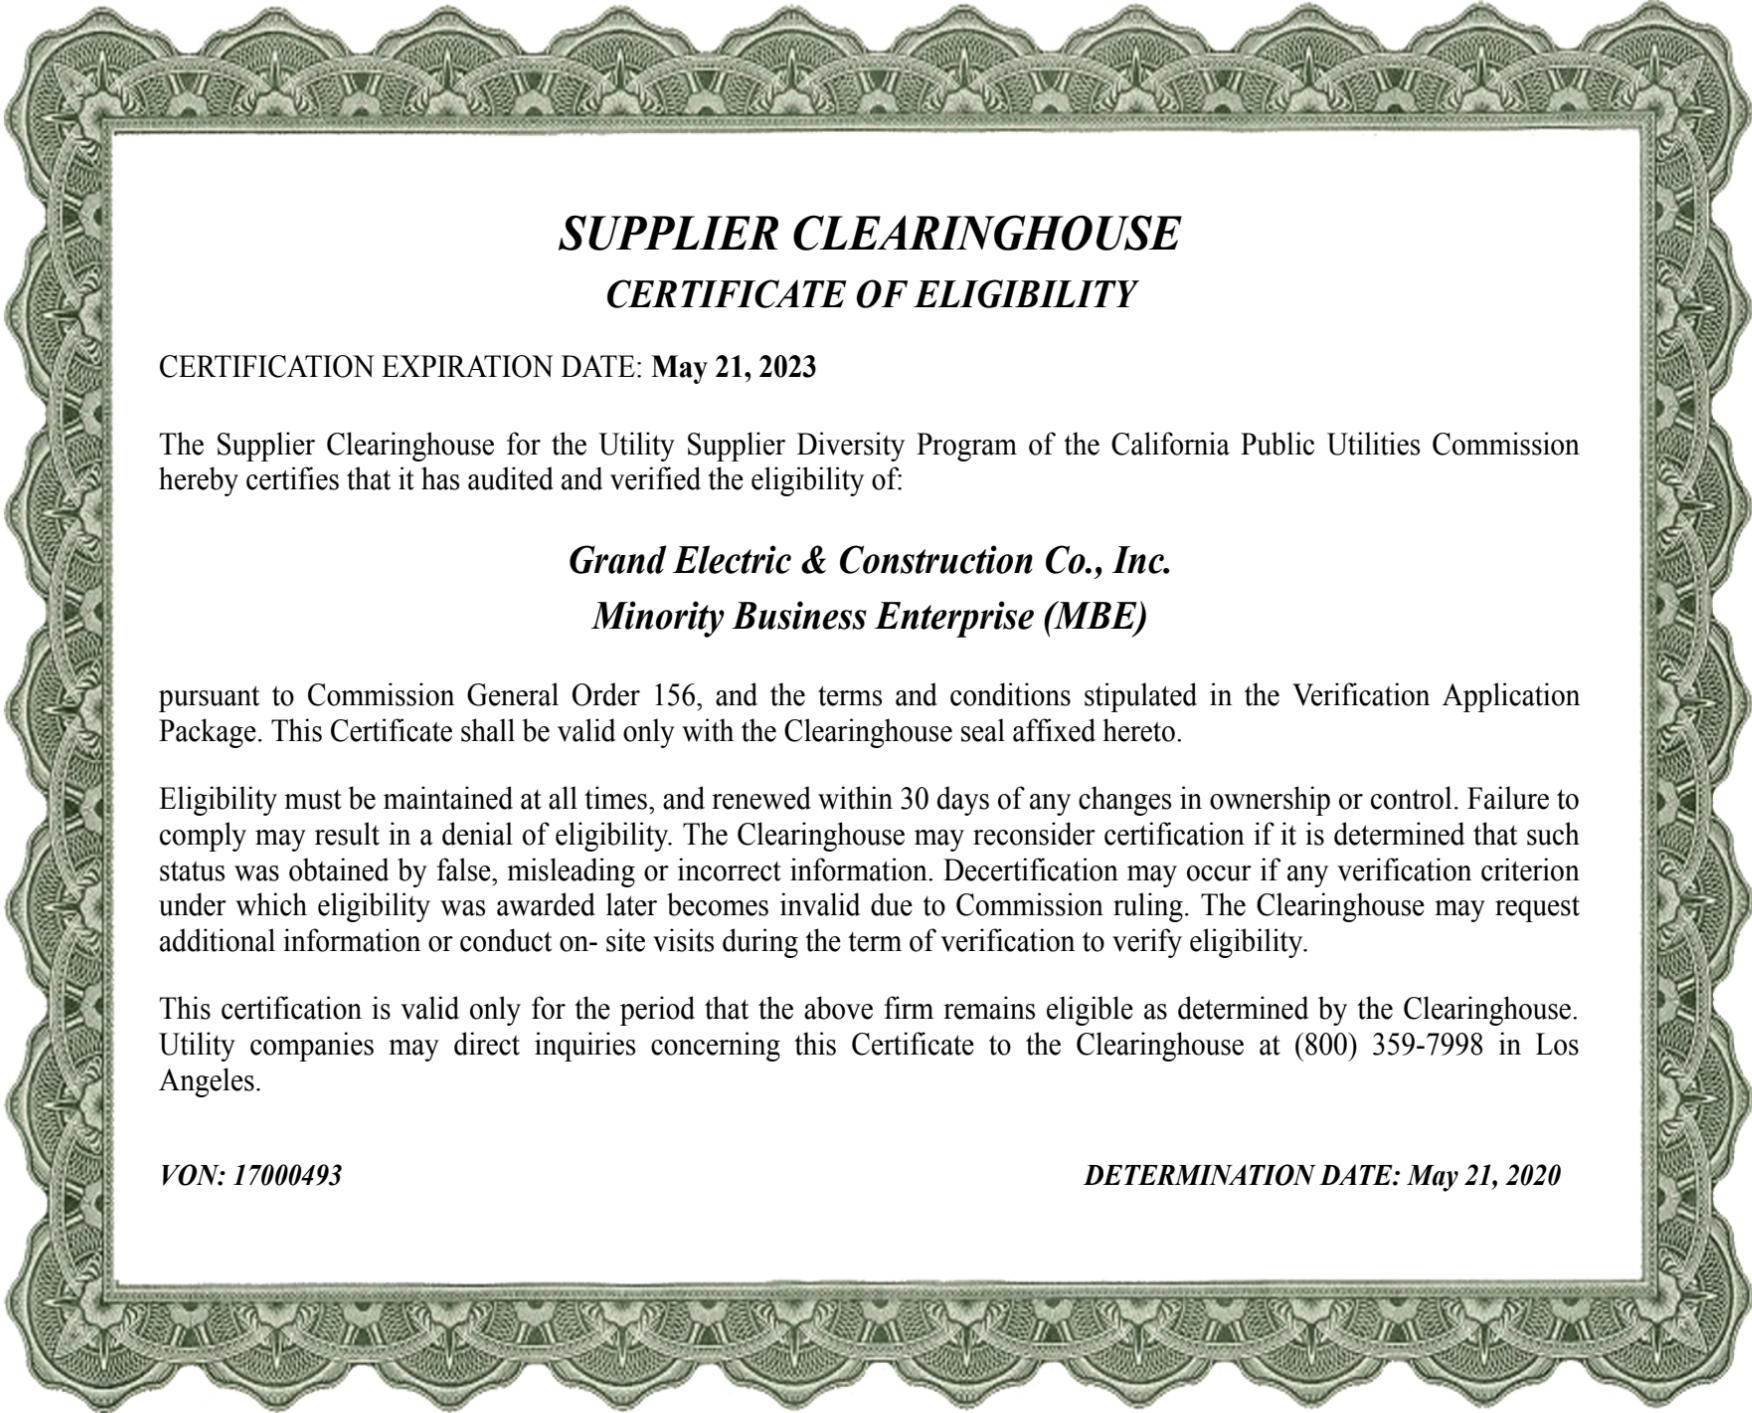 SUPPLIER CLEARINGHOUSE
CERTIFICATE OF ELIGIBILITY
CERTIFICATION EXPIRATION DATE: May 21, 2023
The Supplier Clearinghouse for the Utility Supplier Diversity Program of the California Public Utilities Commission
hereby certifies that it has audited and verified the eligibility of:
Grand Electric & Construction Co., Inc.
Minority Business Enterprise (MBE)
pursuant to Commission General Order 156, and the terms and conditions stipulated in the Verification Application
Package. This Certificate shall be valid only with the Clearinghouse seal affixed hereto.
Eligibility must be maintained at all times, and renewed within 30 days of any changes in ownership or control. Failure to
comply may result in a denial of eligibility. The Clearinghouse may reconsider certification if it is determined that such
status was obtained by false, misleading or incorrect information. Decertification may occur if any verification criterion
under which eligibility was awarded later becomes invalid due to Commission ruling. The Clearinghouse may request
additional information or conduct on- site visits during the term of verification to verify eligibility.
This certification is valid only for the period that the above firm remains eligible as determined by the Clearinghouse.
Utility companies may direct inquiries concerning this Certificate to the Clearinghouse at (800) 359-7998 in Los
Angeles.
VON: 17000493
DETERMINATION DATE: May 21, 2020